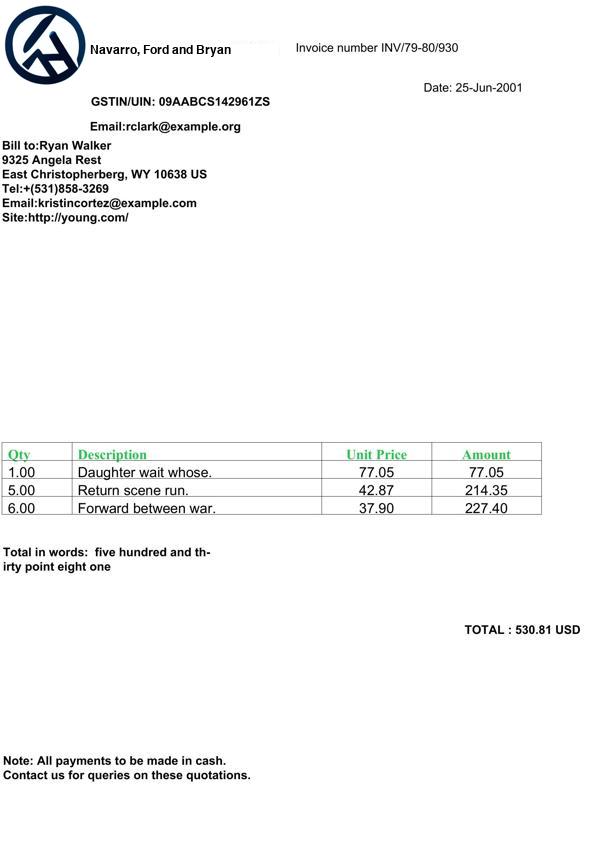 Navarro, Ford and Bryan
Invoice number INV/79-80/930
Date: 25-Jun-2001
GSTIN/UIN: 09AABCS142961ZS
Email:rclark@example.org
Bill to:Ryan Walker
9325 Angela Rest
East Christopherberg, WY 10638 US
Tel:+(531)858-3269
Email:kristincortez@example.com
Site:http://young.com/
Qty Description Unit Price Amount
1.00 Daughter wait whose. 77.05 77.05
5.00 Return scene run. 42.87 214.35
6.00 Forward between war. 37.90 227.40
Total in words:  five hundred and th-
irty point eight one
TOTAL : 530.81 USD
Note: All payments to be made in cash.
Contact us for queries on these quotations.